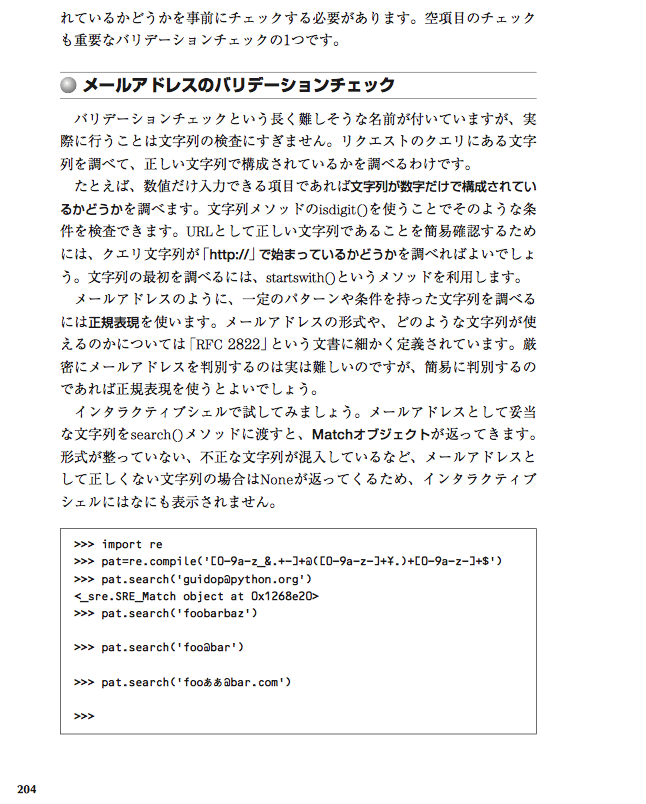 れているかどうかを事前にチェックする必要があります。空項目のチェック
も重要なバリデーションチェックの1つです。
メールアドレスのバリデーションチェック
バリデーションチェックという長く難しそうな名前が付いていますが、実
際に行うことは文字列の検査にすぎません。リクエストのクエリにある文字
列を調べて、正しい文字列で構成されているかを調べるわけです。
たとえば、数値だけ入力できる項目であれば文字列が数字だけで構成されてい
るかどうかを調べます。文字列メソッドのisdigit()を使うことでそのような条
件を検査できます。URLとして正しい文字列であることを簡易確認するため
には、クエリ文字列が「http://」で始まっているかどうかを調べればよいでしょ
う。文字列の最初を調べるには、startswith()というメソッドを利用します。
メールアドレスのように、一定のパターンや条件を持った文字列を調べる
には正規表現を使います。メールアドレスの形式や、どのような文字列が使
えるのかについては「RFC 2822」という文書に細かく定義されています。厳
密にメールアドレスを判別するのは実は難しいのですが、簡易に判別するの
であれば正規表現を使うとよいでしょう。
インタラクティブシェルで試してみましょう。メールアドレスとして妥当
な文字列をsearch()メソッドに渡すと、Matchオブジェクトが返ってきます。
形式が整っていない、不正な文字列が混入しているなど、メールアドレスと
して正しくない文字列の場合はNoneが返ってくるため、インタラクティブ
シェルにはなにも表示されません。
>>> import re
>>> pat=re.compile('[0-9a-z_&.+-]+@([0-9a-z-]+¥.)+[0-9a-z-]+$')
>>> pat.search('guidop@python.org')
<_sre.SRE_Match object at 0x1268e20>
>>> pat.search('foobarbaz')
>>> pat.search('foo@bar')
>>> pat.search('fooぁぁ@bar.com')
>>>
204